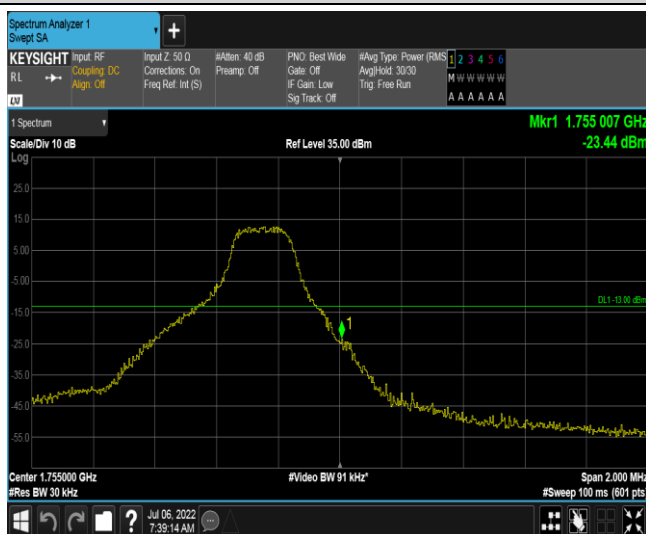 Spectrum Analyzer 1
Swept SA
KEYSIGHT
RL
Input: RF
Coupling: DC
Align: Off
Input Z: 50 Ω
Corrections: On
Freq Ref: Int (S)
#Atten: 40 dB
Preamp: Off
PNO: Best Wide
Gate: Off
IF Gain: Low
Sig Track: Off
#Avg Type: Power (RMS
Avg|Hold: 30/30
Trig: Free Run
1 2 3 4 5 6
M W W W W W
A A A A A A
LXI
1 Spectrum
Scale/Div 10 dB
Log
Ref Level 35.00 dBm
Mkr1 1.755 007 GHz
-23.44 dBm
25.0
15.0
5.00
-5.00
-15.0
-25.0
-35.0
-45.0
-55.0
DL1 -13.00 dBm
1
Center 1.755000 GHz
#Res BW 30 kHz
#Video BW 91 kHz*
Span 2.000 MHz
#Sweep 100 ms (601 pts)
?
Jul 06, 2022
7:39:14 AM